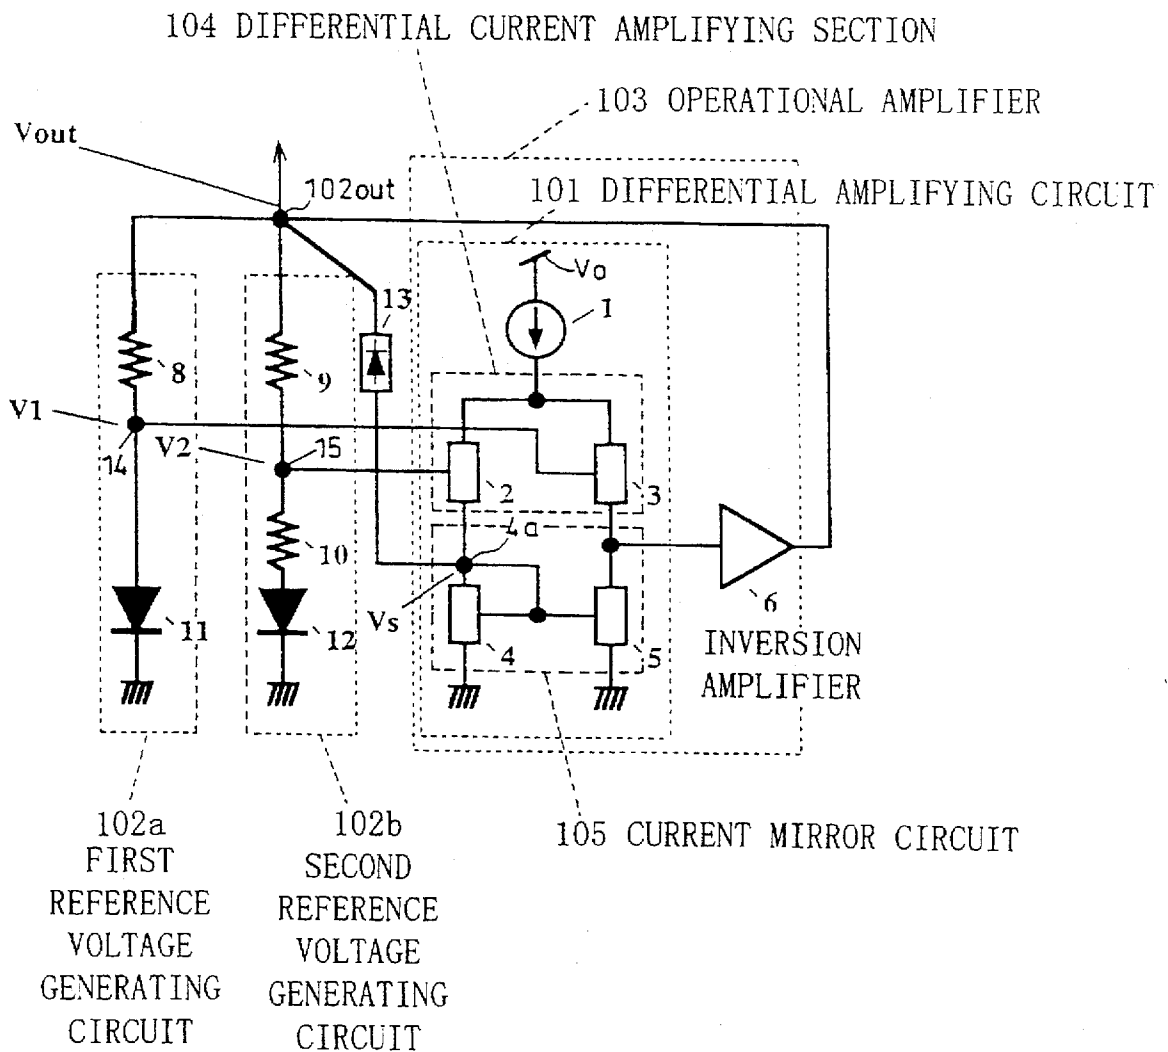 104 DIFFERENTIAL CURRENT AMPLIFYING SECTION
103 OPERATIONAL AMPLIFIER
Vout
102out
101 DIFFERENTIAL AMPLIFYING CIRCUIT
Vo
13
1
8
9
V1
14
V2
15
2
3
10
4a
11
12
Vs
4
5
6
INVERSION
AMPLIFIER
102a
FIRST
REFERENCE
VOLTAGE
GENERATING
CIRCUIT
102b
SECOND
REFERENCE
VOLTAGE
GENERATING
CIRCUIT
105 CURRENT MIRROR CIRCUIT